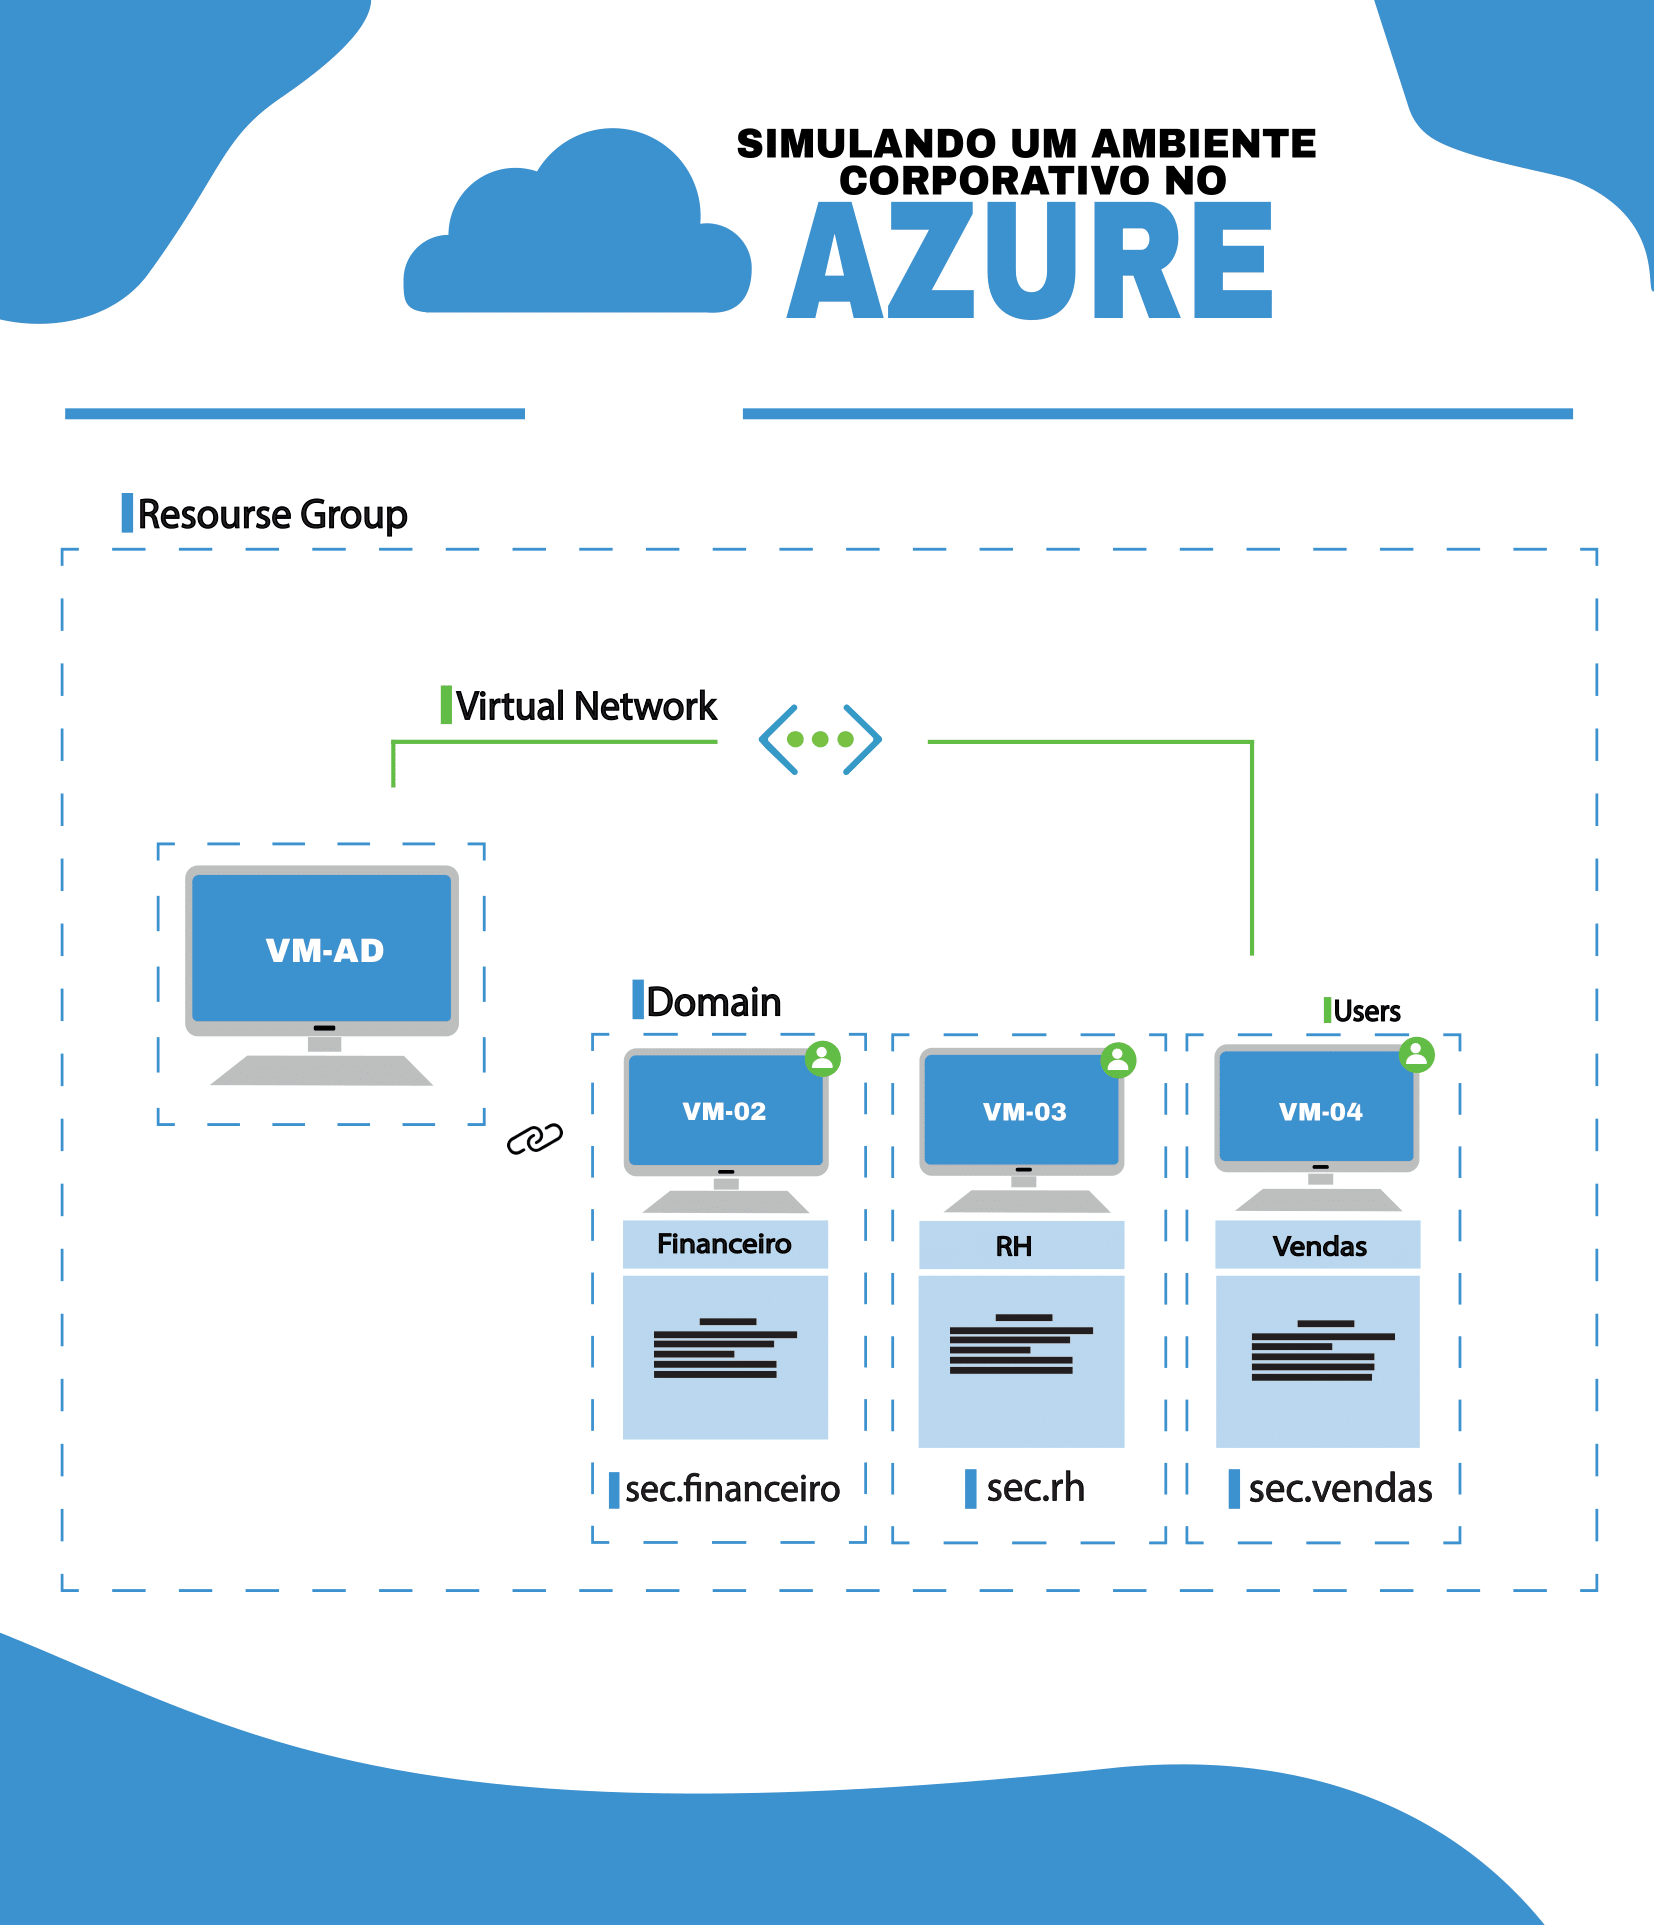 SIMULANDO UM AMBIENTE
CORPORATIVO NO
AZURE
Resourse Group
Virtual Network
VM-AD
Domain
Users
VM-02
VM-03
VM-04
Financeiro
RH
Vendas
sec.financeiro
sec.rh
sec.vendas